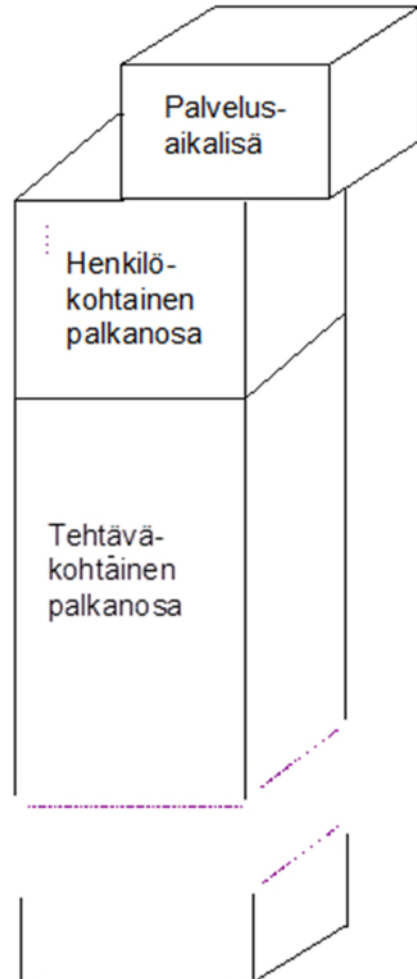 Palvelus-
aikalisä
Henkilö-
kohtainen
palkanosa
Tehtävä-
kohtainen
palkanosa